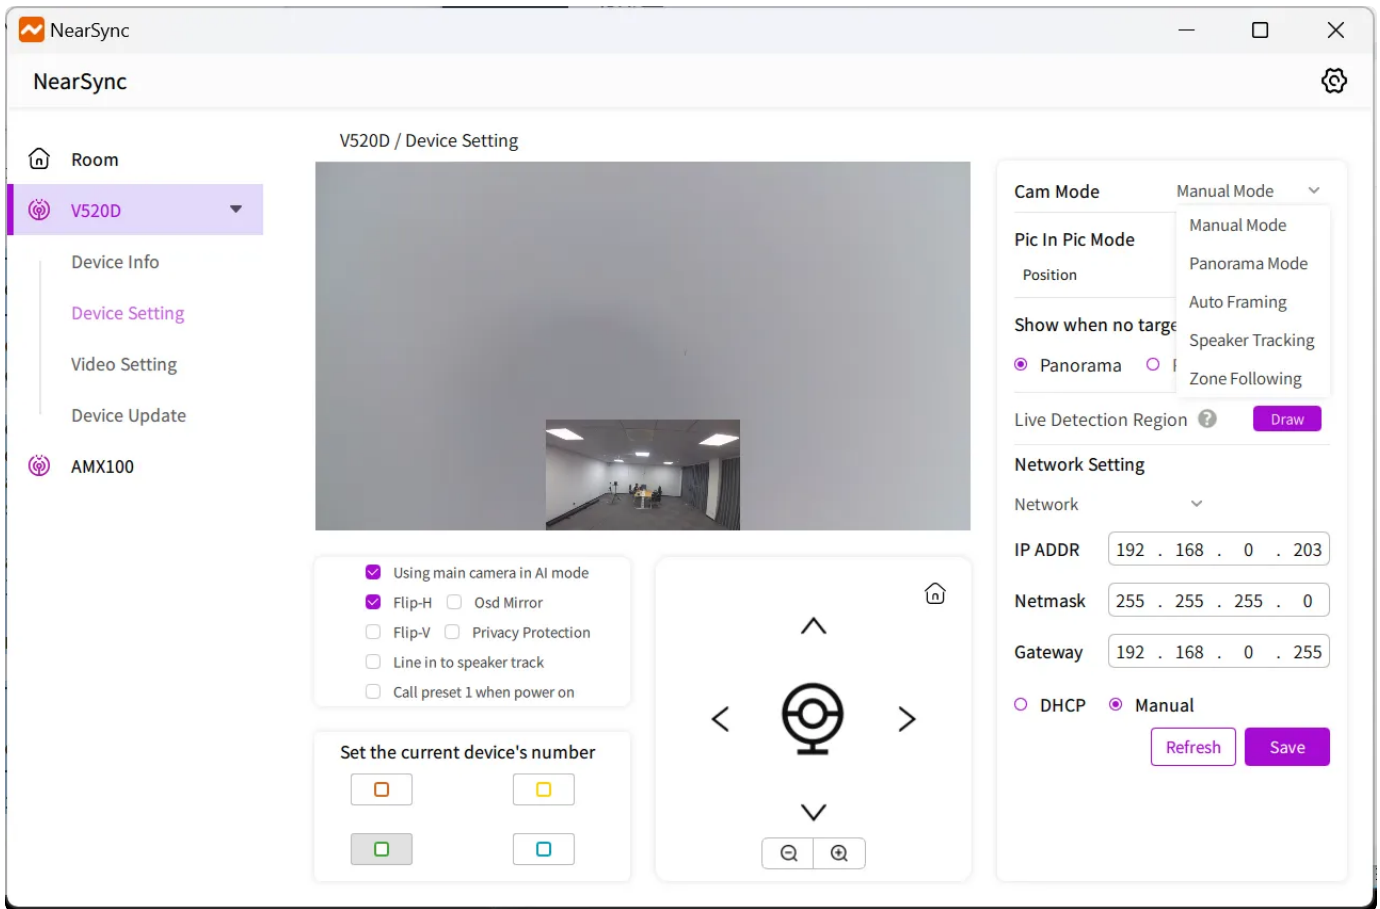 NearSync
NearSync
Room
V520D
Device Info
Device Setting
Video Setting
Device Update
AMX100
V520D / Device Setting
Using main camera in AI mode
Flip-H Osd Mirror
Flip-V Privacy Protection
Line in to speaker track
Call preset 1 when power on
Set the current device's number
Cam Mode Manual Mode
Manual Mode
Panorama Mode
Auto Framing
Speaker Tracking
Zone Following
Pic In Pic Mode
Position
Show when no targe
Panorama
Live Detection Region ? Draw
Network Setting
Network
IP ADDR 192 . 168 . 0 . 203
Netmask 255 . 255 . 255 . 0
Gateway 192 . 168 . 0 . 255
DHCP Manual
Refresh Save